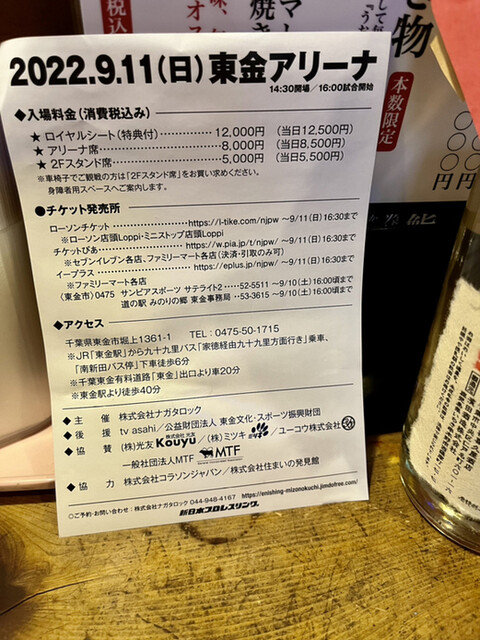 2022.9.11(日) 東金アリーナ
14:30開場／16:00試合開始
◆入場料金（消費税込み）
★ ロイヤルシート（特典付）…… 12,000円 （当日12,500円）
★ アリーナ席…… 8,000円 （当日8,500円）
★ 2Fスタンド席…… 5,000円 （当日5,500円）
※車椅子でご観戦の方は「2Fスタンド席」をお買い求めください。
身障者用スペースへご案内します。
●チケット発売所
ローソンチケット …… https://l-tike.com/njpw ～9/11（日）16:30まで
※ローソン店頭Loppi・ミニストップ店頭Loppi
チケットぴあ…… https://w.pia.jp/t/njpw/ ～9/11（日）16:30まで
※セブンイレブン各店、ファミリーマート各店（決済・引取のみ可）
イープラス…… https://eplus.jp/njpw/ ～9/11（日）16:30まで
※ファミリーマート各店
（東金市）0475 サンピアスポーツ サテライト2……52-5511 ～9/10（土）16:00頃まで
道の駅 みのりの郷 東金事務局 …53-3615 ～9/10（土）16:00頃まで
◆アクセス
千葉県東金市堀上1361-1 TEL：0475-50-1715
※JR「東金駅」から九十九里バス「家徳経由九十九里方面行き」乗車、
「南新田バス停」下車徒歩6分
※千葉東金有料道路「東金」出口より車20分
※東金駅より徒歩40分
◆ 主 催 株式会社ナガタロック
◆ 後 援 tv asahi／公益財団法人 東金文化・スポーツ振興財団
◆ 協 賛 （株）光友 株式会社 光友 Kouyu／（株）ミツキ ／ユーコウ株式会社
一般社団法人MTF MTF
◆ 協 力 株式会社コラソンジャパン／株式会社住まいの発見館
◎ご予約・お問い合わせ：株式会社ナガタロック 044-948-4167 https://enishing-mizonokuchi.jimdofree.com/
新日本プロレスリング
税込
焼き
物
本数限定
円
円